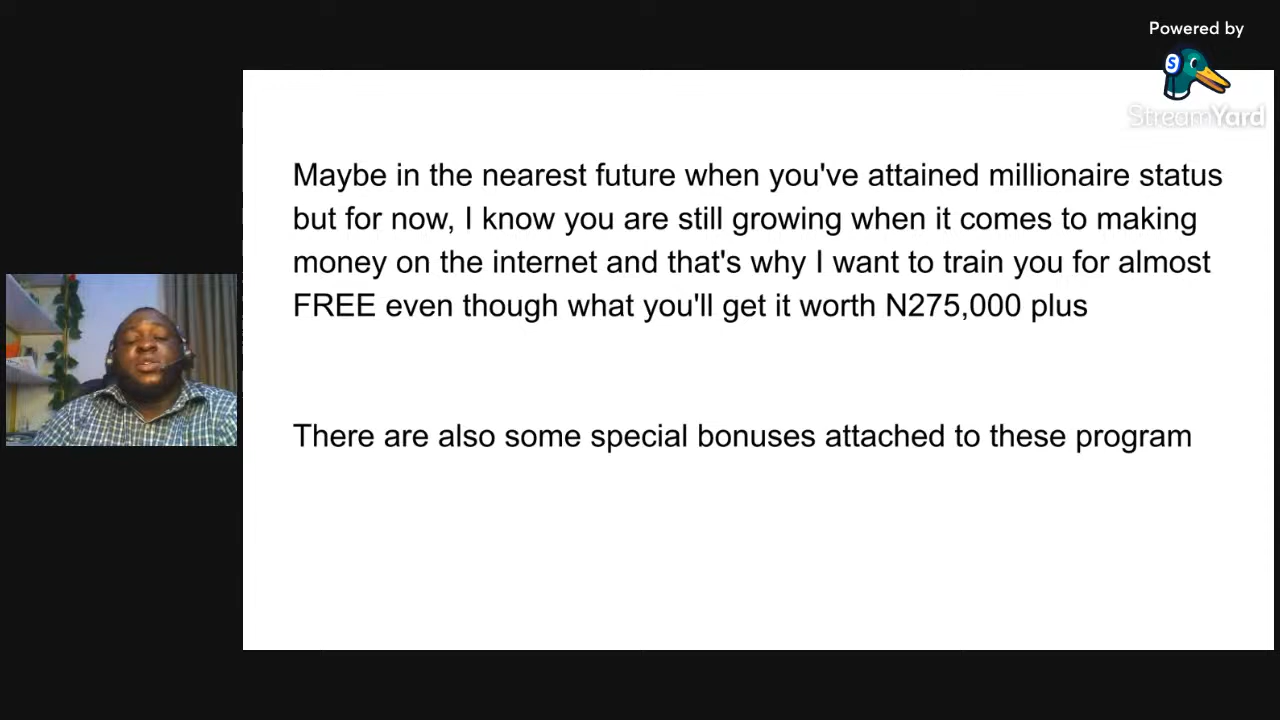 Powered by
StreamYard
Maybe in the nearest future when you've attained millionaire status
but for now, I know you are still growing when it comes to making
money on the internet and that's why I want to train you for almost
FREE even though what you'll get it worth N275,000 plus
There are also some special bonuses attached to these program